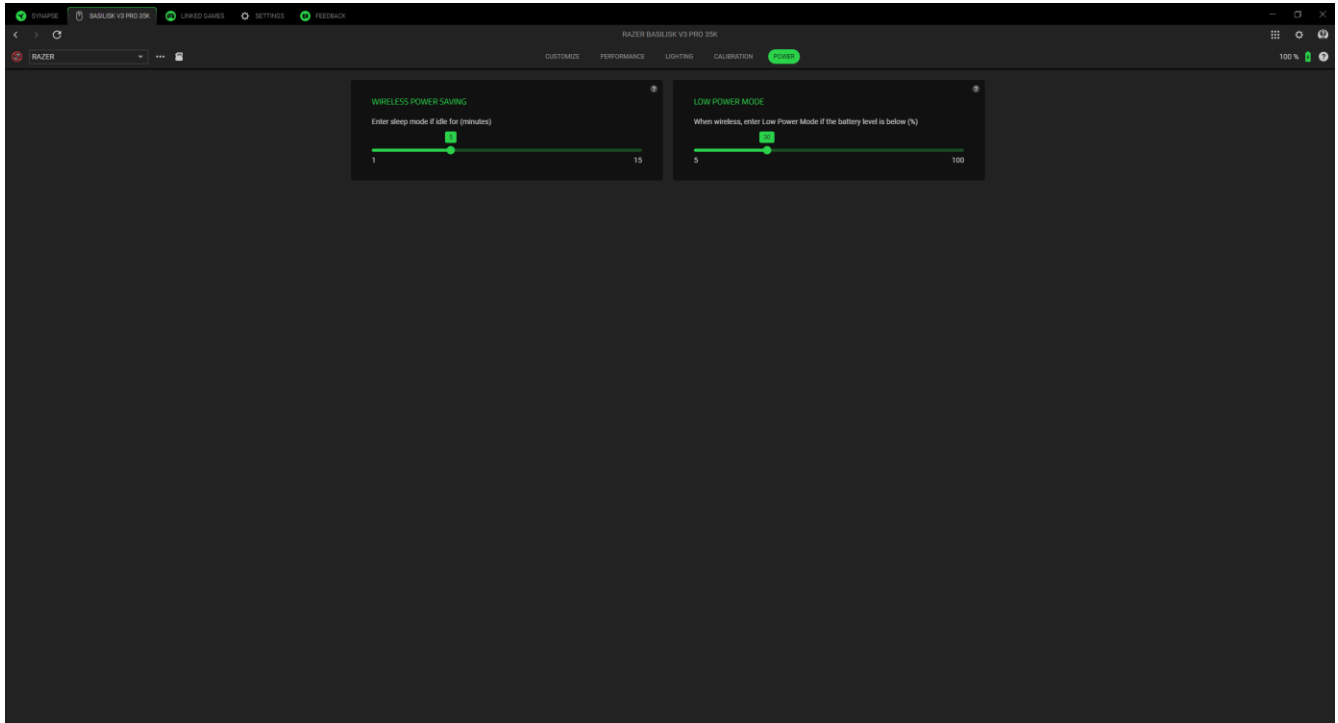 SYNAPSE BASILISK V3 PRO 35K LINKED GAMES SETTINGS FEEDBACK
RAZER BASILISK V3 PRO 35K
RAZER CUSTOMIZE PERFORMANCE LIGHTING CALIBRATION POWER 100 %
WIRELESS POWER SAVING
Enter sleep mode if idle for (minutes)
5
1 15
LOW POWER MODE
When wireless, enter Low Power Mode if the battery level is below (%)
30
5 100